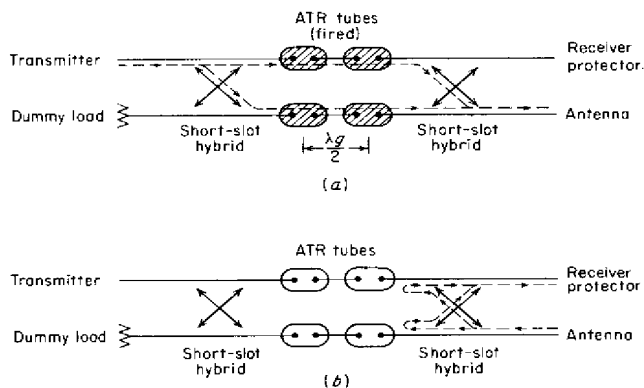 ATR tubes
(fired)
Transmitter
Receiver
protector
Dummy load
Antenna
Short-slot
hybrid
λg
2
Short-slot
hybrid
(a)
ATR tubes
Transmitter
Receiver
protector
Dummy load
Antenna
Short-slot
hybrid
Short-slot
hybrid
(b)